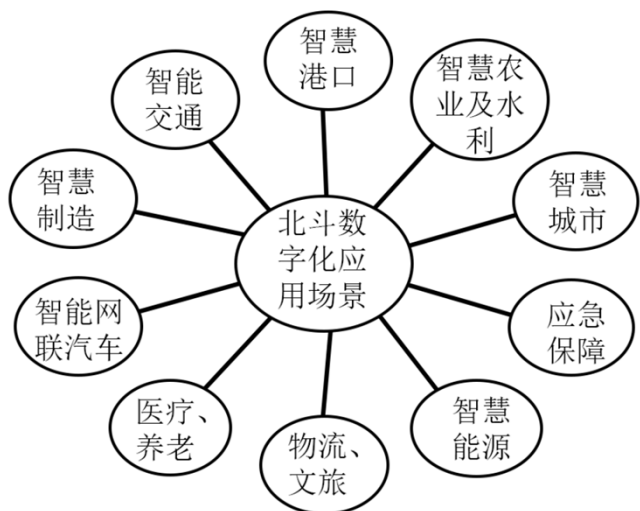 智慧
港口
智慧农
业及水
利
智慧
城市
应急
保障
智慧
能源
物流、
文旅
医疗、
养老
智能网
联汽车
智慧
制造
智能
交通
北斗数
字化应
用场景